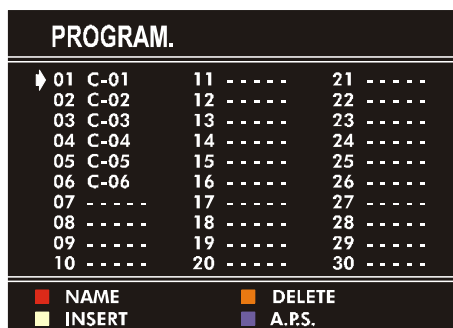 PROGRAM.
01 C-01 11 - - - - - 21 - - - - -
02 C-02 12 - - - - - 22 - - - - -
03 C-03 13 - - - - - 23 - - - - -
04 C-04 14 - - - - - 24 - - - - -
05 C-05 15 - - - - - 25 - - - - -
06 C-06 16 - - - - - 26 - - - - -
07 - - - - - 17 - - - - - 27 - - - - -
08 - - - - - 18 - - - - - 28 - - - - -
09 - - - - - 19 - - - - - 29 - - - - -
10 - - - - - 20 - - - - - 30 - - - - -
NAME DELETE
INSERT A.P.S.